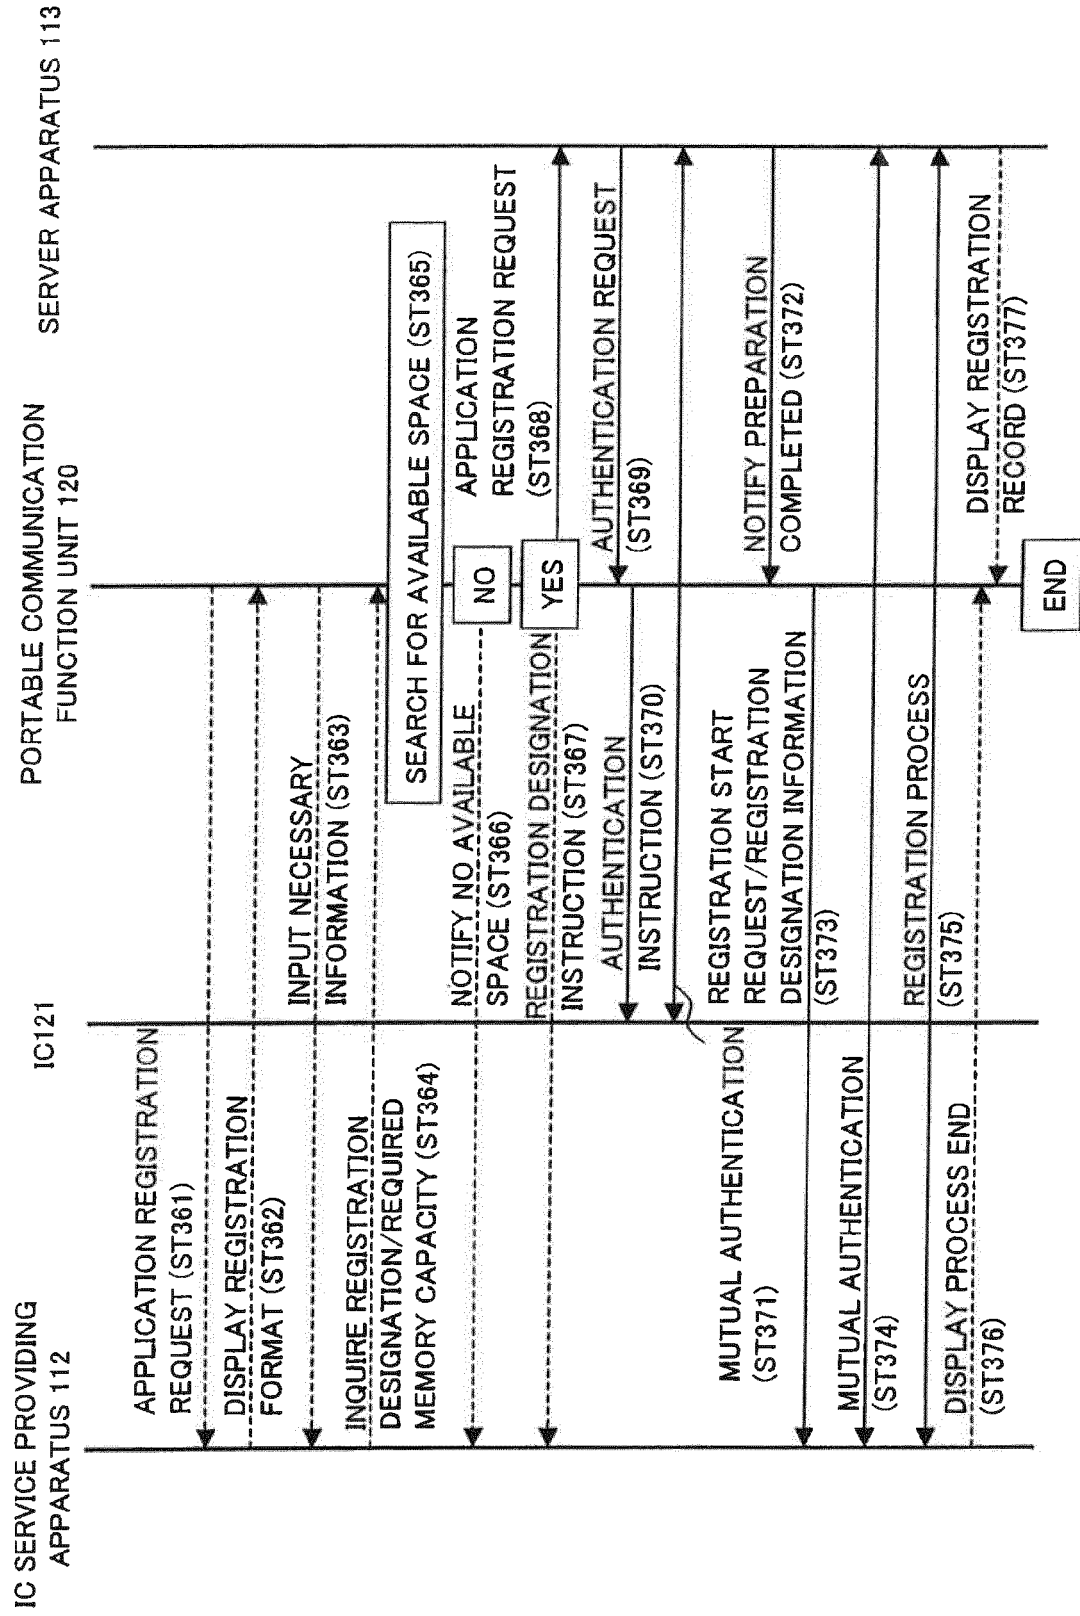 IC SERVICE PROVIDING
APPARATUS 112
IC121
PORTABLE COMMUNICATION
FUNCTION UNIT 120
SERVER APPARATUS 113
APPLICATION REGISTRATION
REQUEST (ST361)
DISPLAY REGISTRATION
FORMAT (ST362)
INPUT NECESSARY
INFORMATION (ST363)
INQUIRE REGISTRATION
DESIGNATION/REQUIRED
MEMORY CAPACITY (ST364)
SEARCH FOR AVAILABLE SPACE (ST365)
NOTIFY NO AVAILABLE
SPACE (ST366)
NO
REGISTRATION DESIGNATION
INSTRUCTION (ST367)
YES
APPLICATION
REGISTRATION REQUEST
(ST368)
AUTHENTICATION REQUEST
(ST369)
AUTHENTICATION
INSTRUCTION (ST370)
MUTUAL AUTHENTICATION
(ST371)
NOTIFY PREPARATION
COMPLETED (ST372)
REGISTRATION START
REQUEST/REGISTRATION
DESIGNATION INFORMATION
(ST373)
MUTUAL AUTHENTICATION
(ST374)
REGISTRATION PROCESS
(ST375)
DISPLAY PROCESS END
(ST376)
DISPLAY REGISTRATION
RECORD (ST377)
END